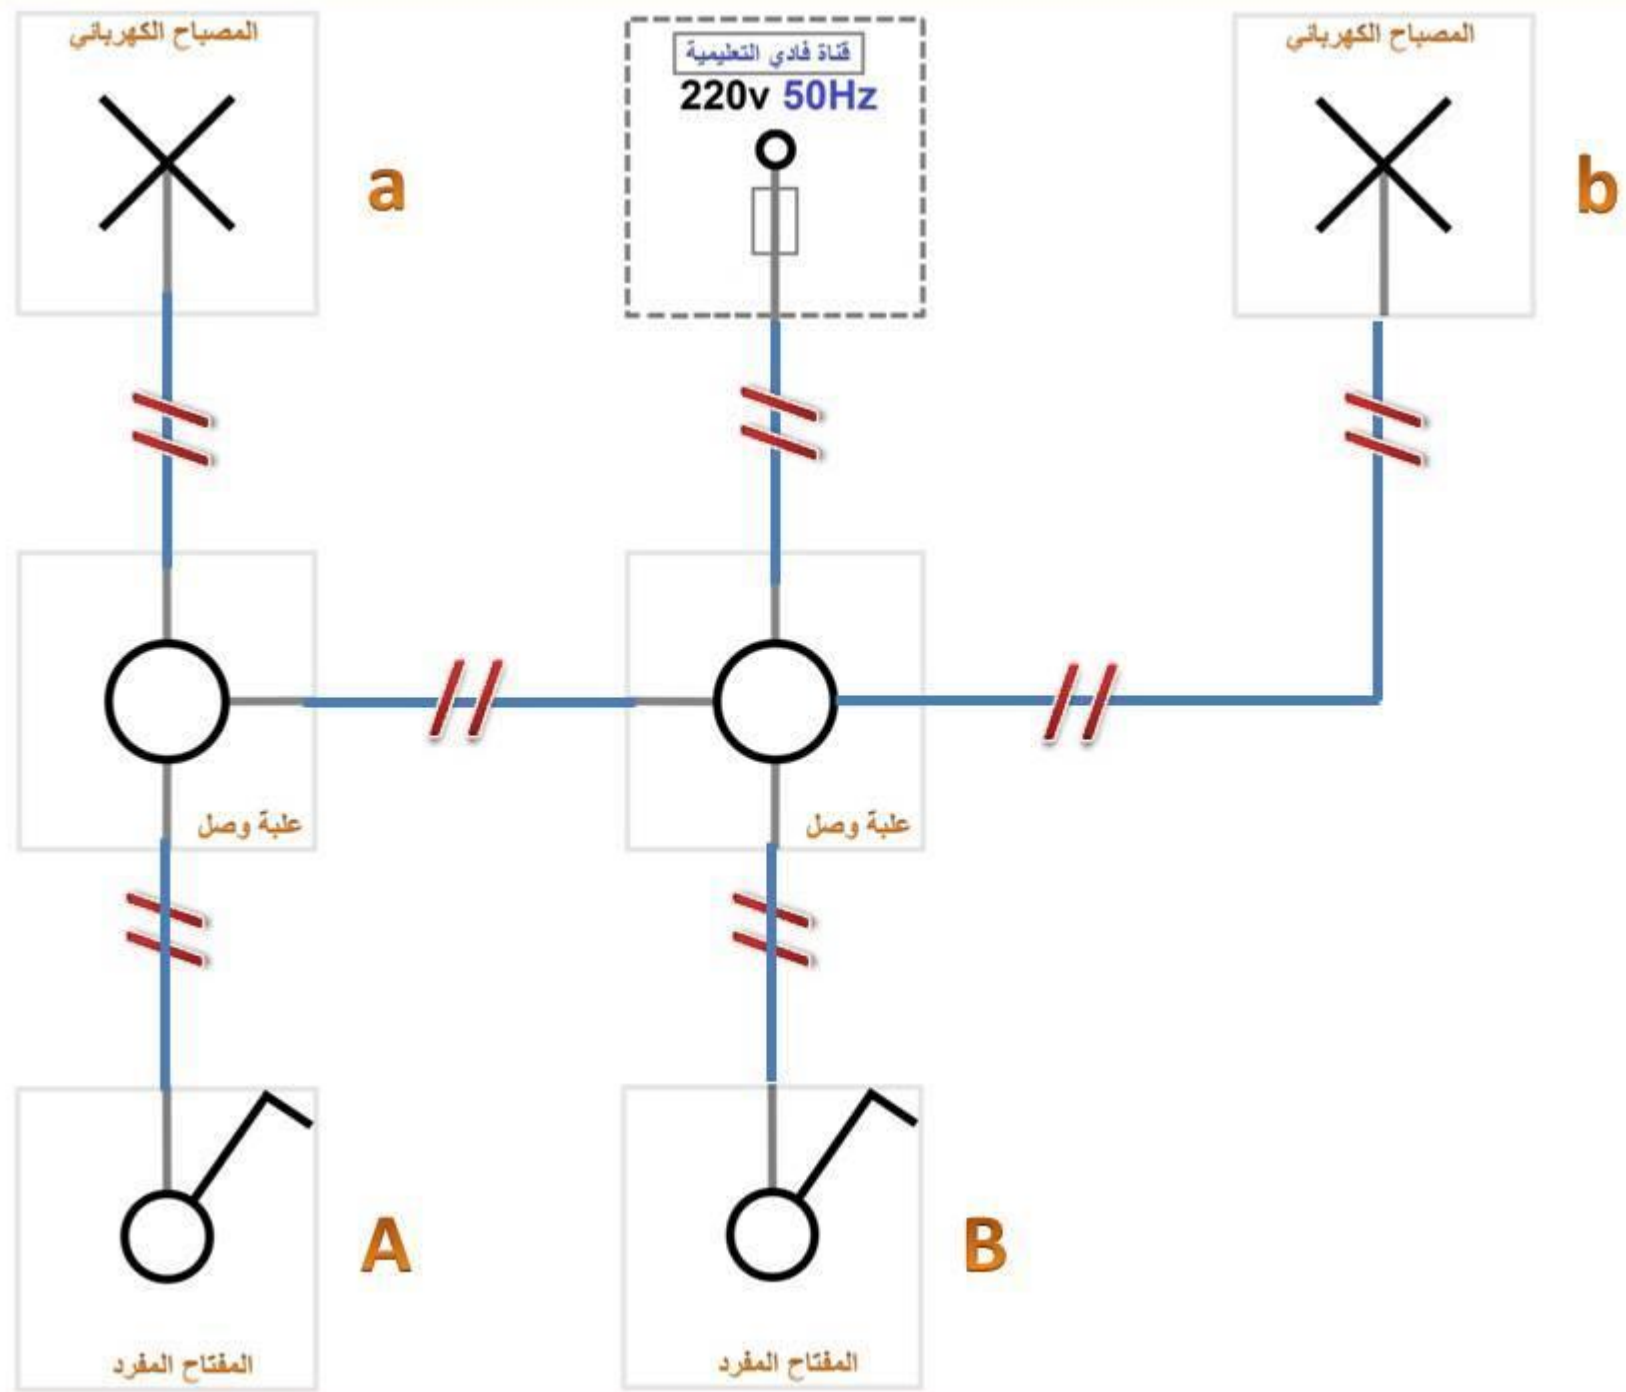 المصباح الكهربائي
قناة فادي التعليمية
220v 50Hz
المصباح الكهربائي
a
b
علبة وصل
علبة وصل
A
B
المفتاح المفرد
المفتاح المفرد